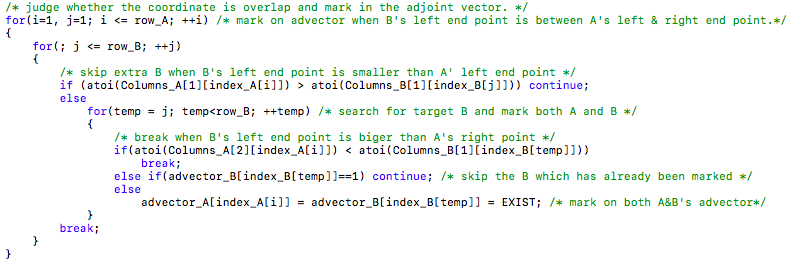 /* judge whether the coordinate is overlap and mark in the adjoint vector. */
for(i=1, j=1; i <= row_A; ++i) /* mark on advector when B's left end point is between A's left & right end point.*/
{
    for(; j <= row_B; ++j)
    {
        /* skip extra B when B's left end point is smaller than A' left end point */
        if (atoi(Columns_A[1][index_A[i]]) > atoi(Columns_B[1][index_B[j]])) continue;
        else
            for(temp = j; temp<row_B; ++temp) /* search for target B and mark both A and B */
            {
                /* break when B's left end point is biger than A's right point */
                if(atoi(Columns_A[2][index_A[i]]) < atoi(Columns_B[1][index_B[temp]]))
                    break;
                else if(advector_B[index_B[temp]]==1) continue; /* skip the B which has already been marked */
                else
                    advector_A[index_A[i]] = advector_B[index_B[temp]] = EXIST; /* mark on both A&B's advector*/
            }
        break;
    }
}